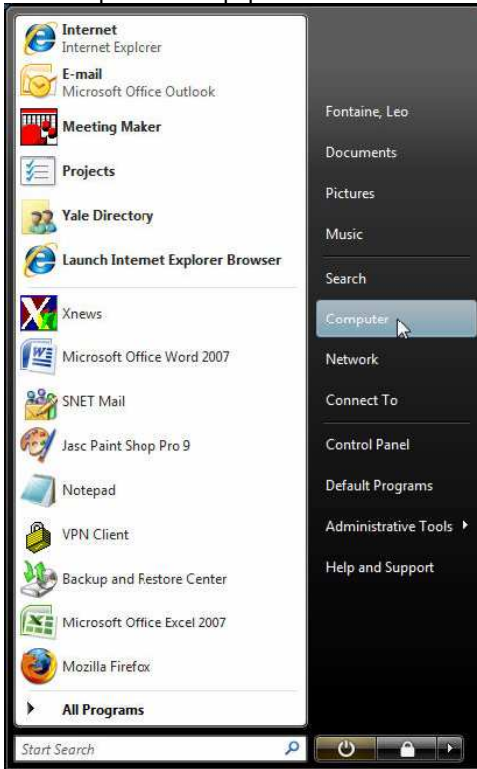 Internet
Internet Explorer
E-mail
Microsoft Office Outlook
Meeting Maker
Projects
Yale Directory
Launch Internet Explorer Browser
Xnews
Microsoft Office Word 2007
SNET Mail
Jasc Paint Shop Pro 9
Notepad
VPN Client
Backup and Restore Center
Microsoft Office Excel 2007
Mozilla Firefox
All Programs
Start Search
Fontaine, Leo
Documents
Pictures
Music
Search
Computer
Network
Connect To
Control Panel
Default Programs
Administrative Tools
Help and Support